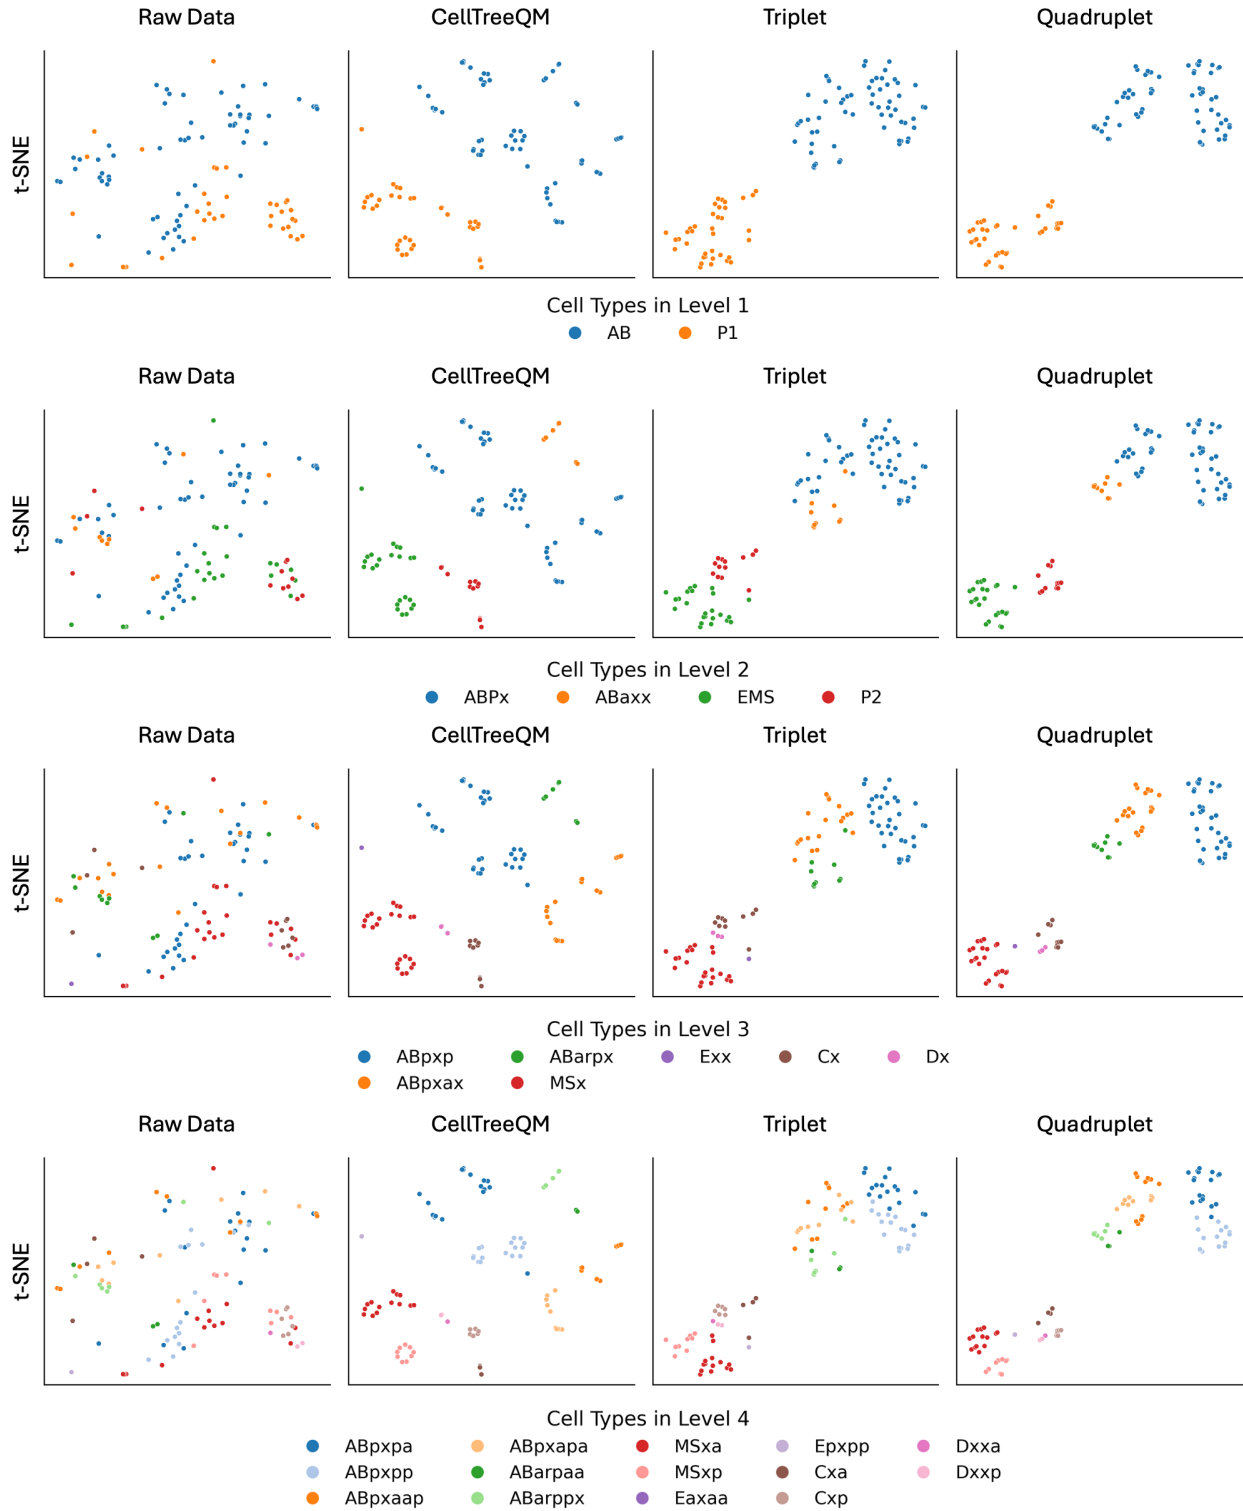 Raw Data CellTreeQM Triplet Quadruplet
t-SNE
Cell Types in Level 1
AB P1
Raw Data CellTreeQM Triplet Quadruplet
t-SNE
Cell Types in Level 2
ABPx ABaxx EMS P2
Raw Data CellTreeQM Triplet Quadruplet
t-SNE
Cell Types in Level 3
ABpxp ABarpx Exx Cx Dx
ABpxax MSx
Raw Data CellTreeQM Triplet Quadruplet
t-SNE
Cell Types in Level 4
ABpxpa ABpxapa MSxa Epxpp Dxxa
ABpxpp ABarpaa MSxp Cxa Dxxp
ABpxaap ABarppx Eaxaa Cxp